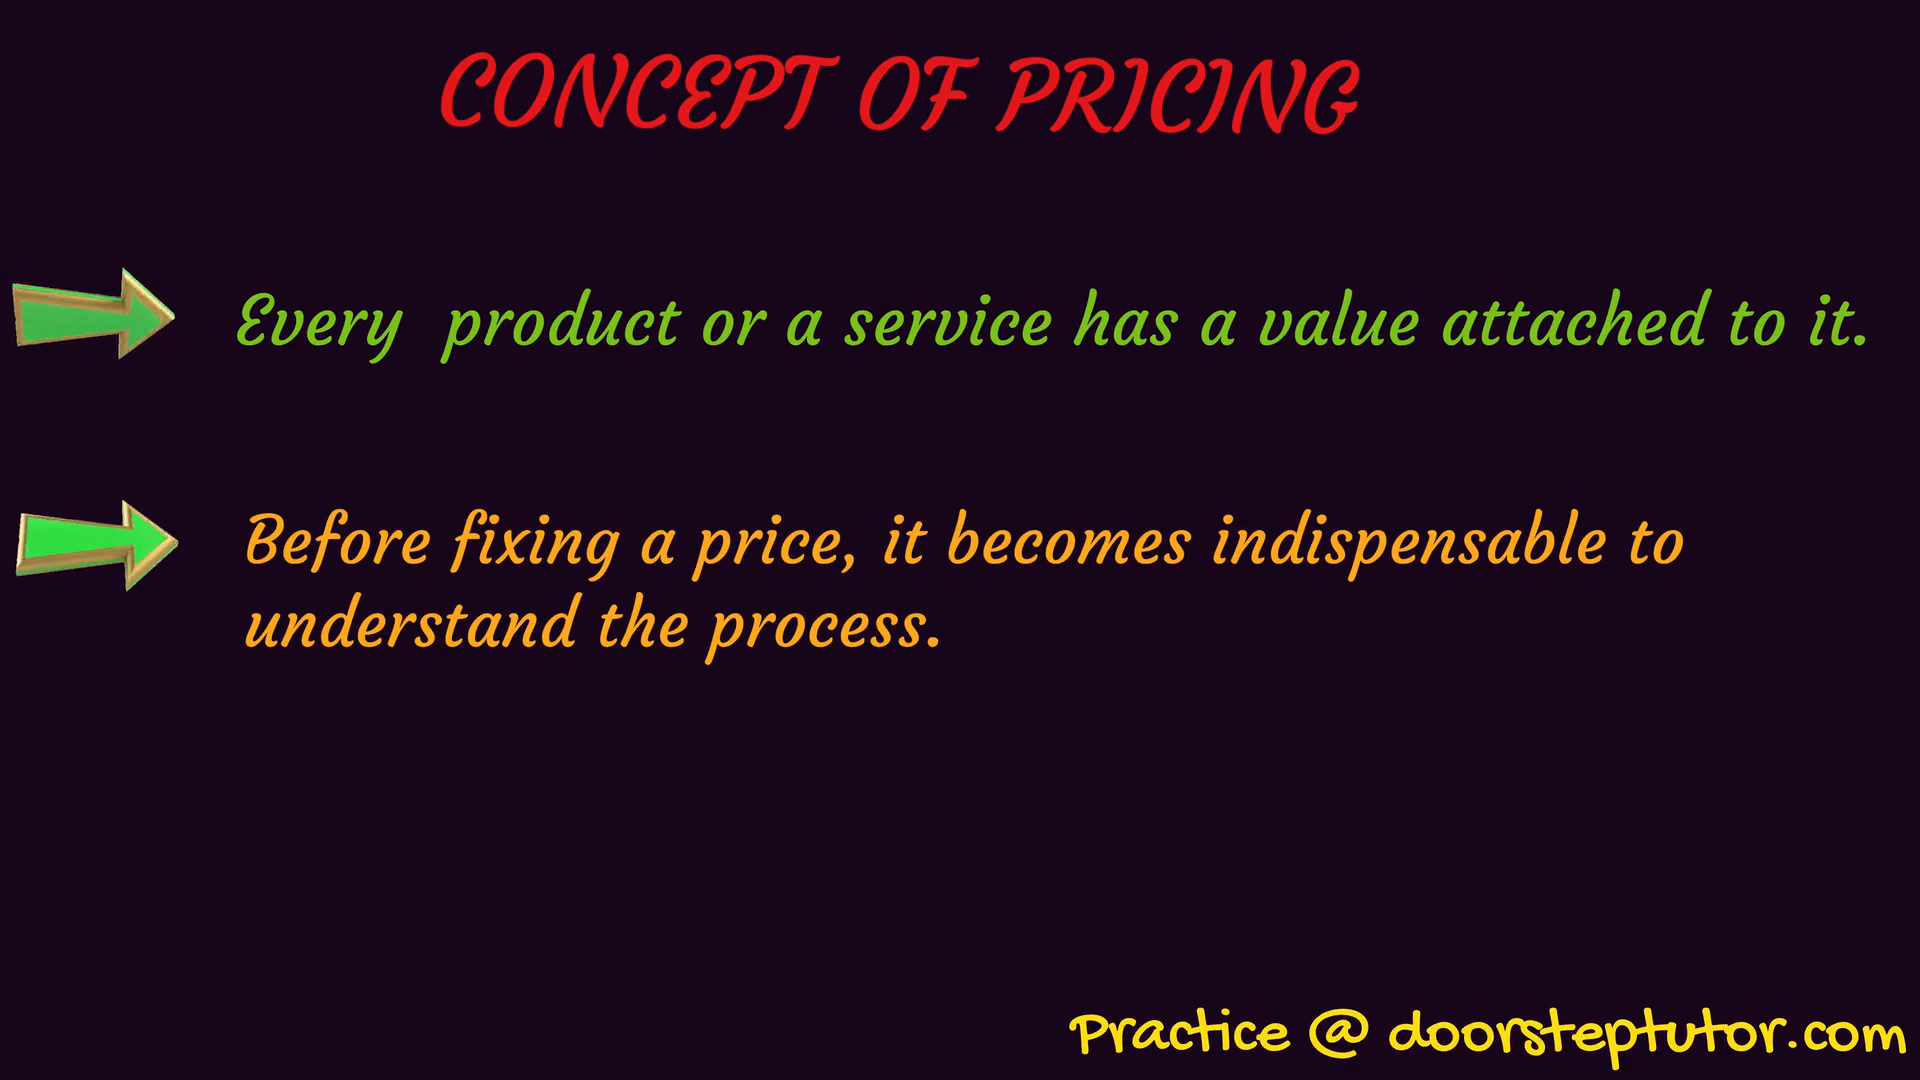 CONCEPT OF PRICING
Every product or a service has a value attached to it.
Before fixing a price, it becomes indispensable to
understand the process.
Practice @ doorsteptutor.com